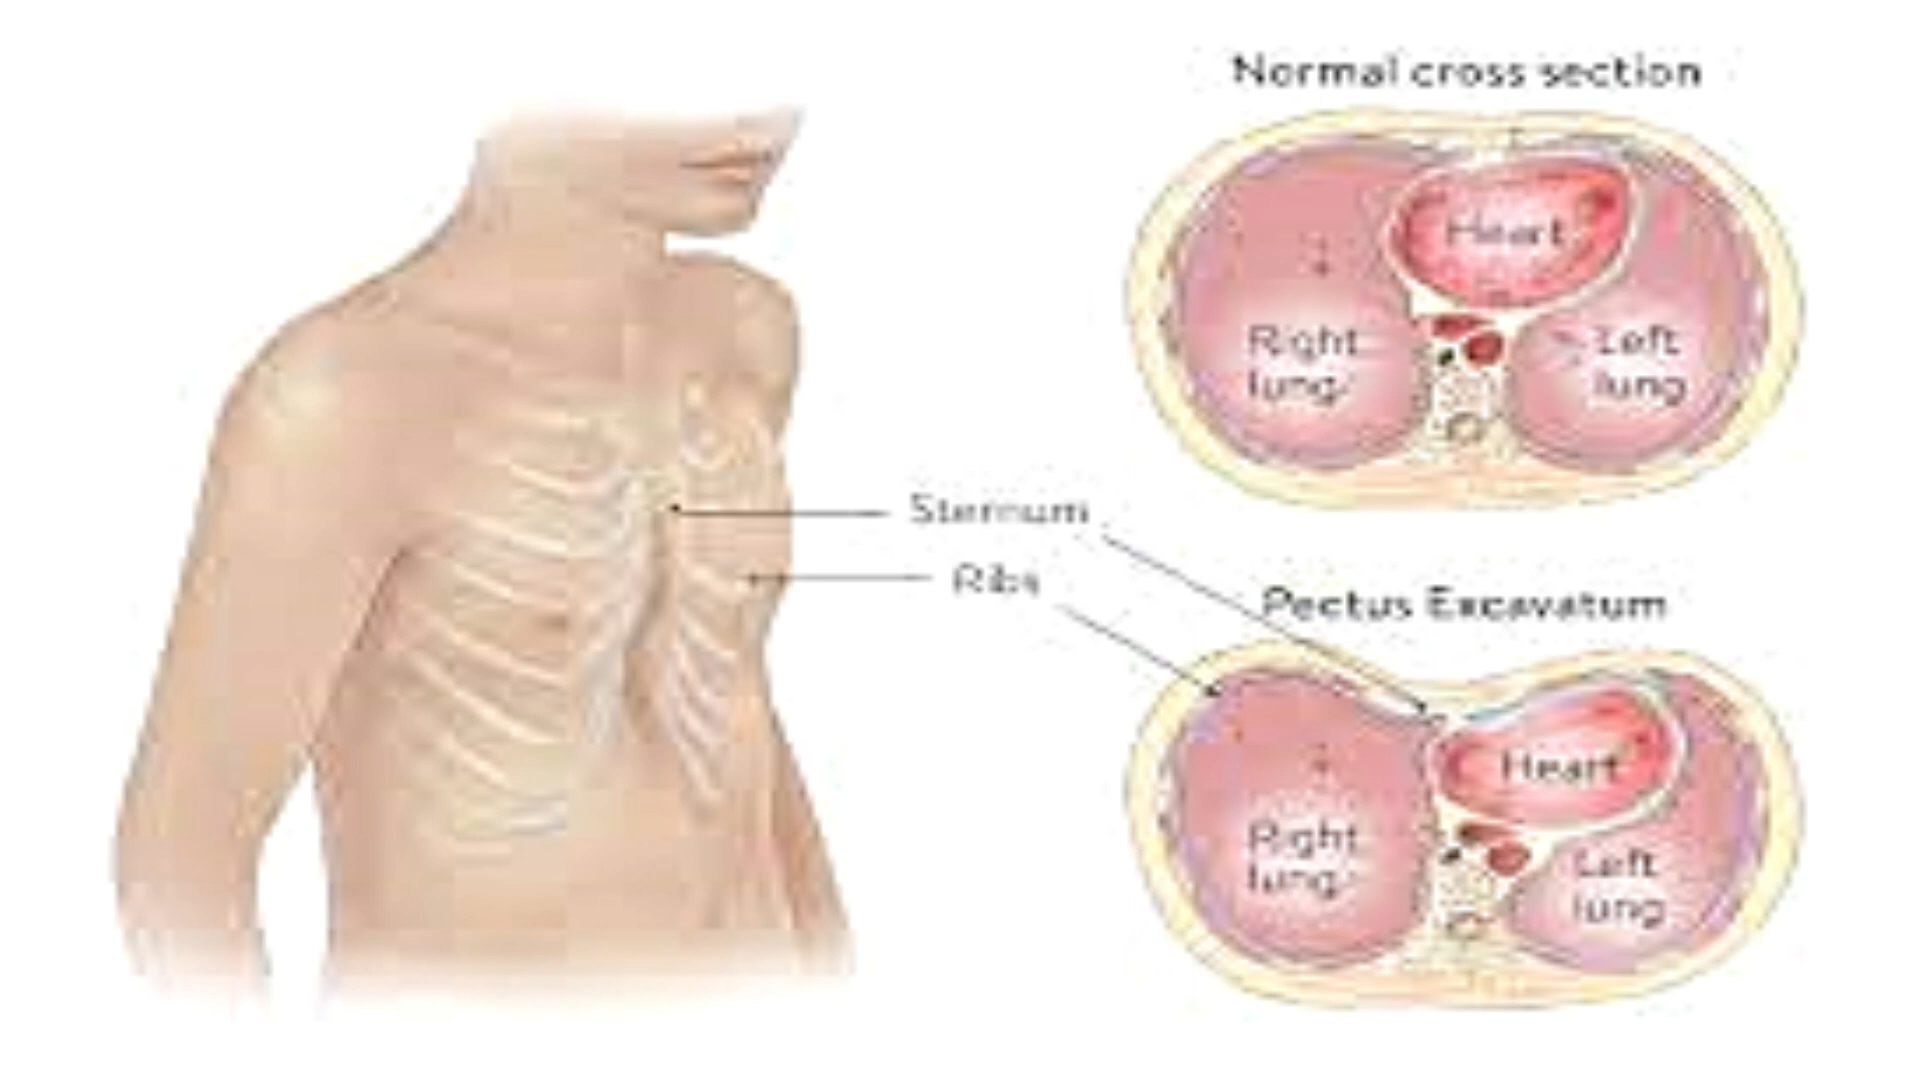 Normal cross section
Heart
Right
lung
Left
lung
Sternum
Ribs
Pectus Excavatum
Heart
Right
lung
Left
lung